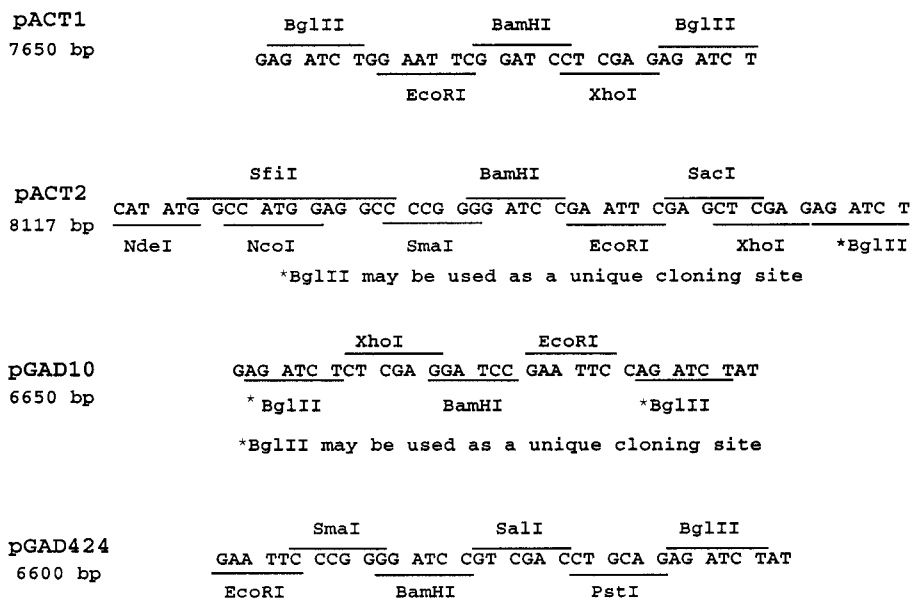 pACT1
7650 bp
BglII BamHI BglII
GAG ATC TGG AAT TCG GAT CCT CGA GAG ATC T
EcoRI XhoI
pACT2
8117 bp
SfiI BamHI SacI
CAT ATG GCC ATG GAG GCC CCG GGG ATC CGA ATT CGA GCT CGA GAG ATC T
NdeI NcoI SmaI EcoRI XhoI *BglII
*BglII may be used as a unique cloning site
pGAD10
6650 bp
XhoI EcoRI
GAG ATC TCT CGA GGA TCC GAA TTC CAG ATC TAT
*BglII BamHI *BglII
*BglII may be used as a unique cloning site
pGAD424
6600 bp
SmaI SalI BglII
GAA TTC CCG GGG ATC CGT CGA CCT GCA GAG ATC TAT
EcoRI BamHI PstI